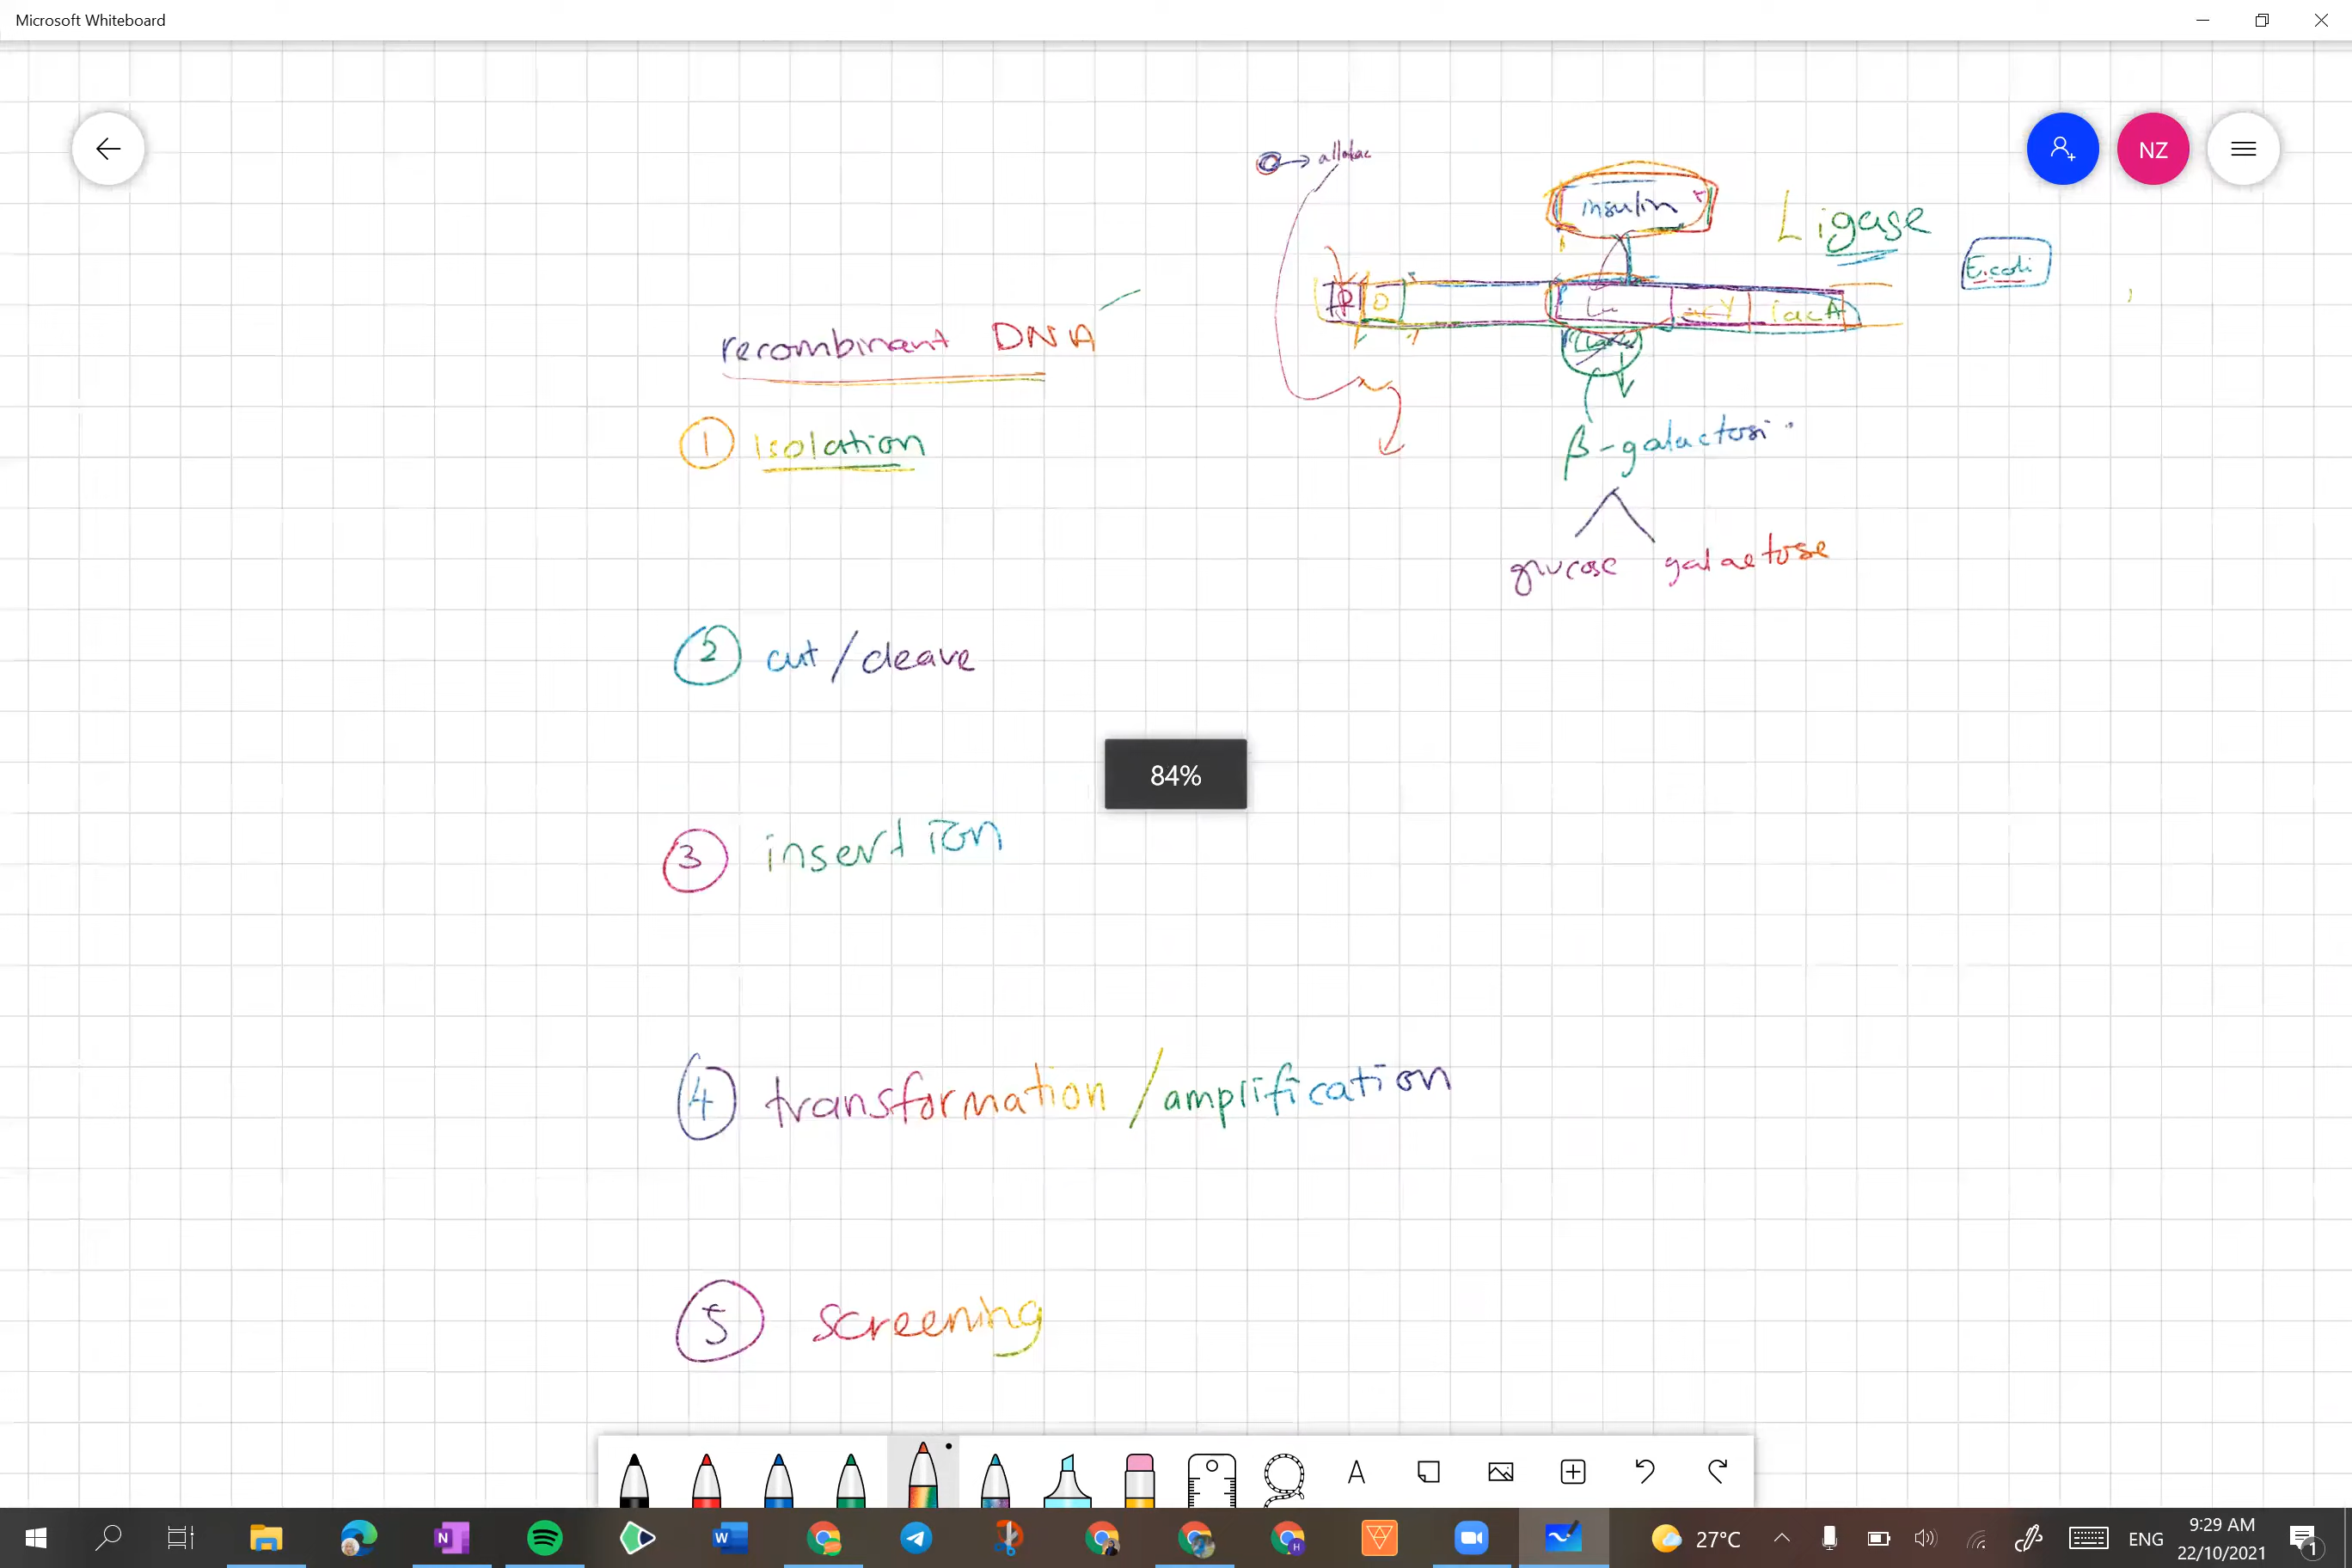 Microsoft Whiteboard
NZ
insulin
Ligase
E.coli
P O
lacA
recombinant DNA
① isolation
β-galactosi
glucose galactose
② cut/cleave
84%
③ insertion
④ transformation/amplification
⑤ screening
27°C
ENG
9:29 AM
22/10/2021
1